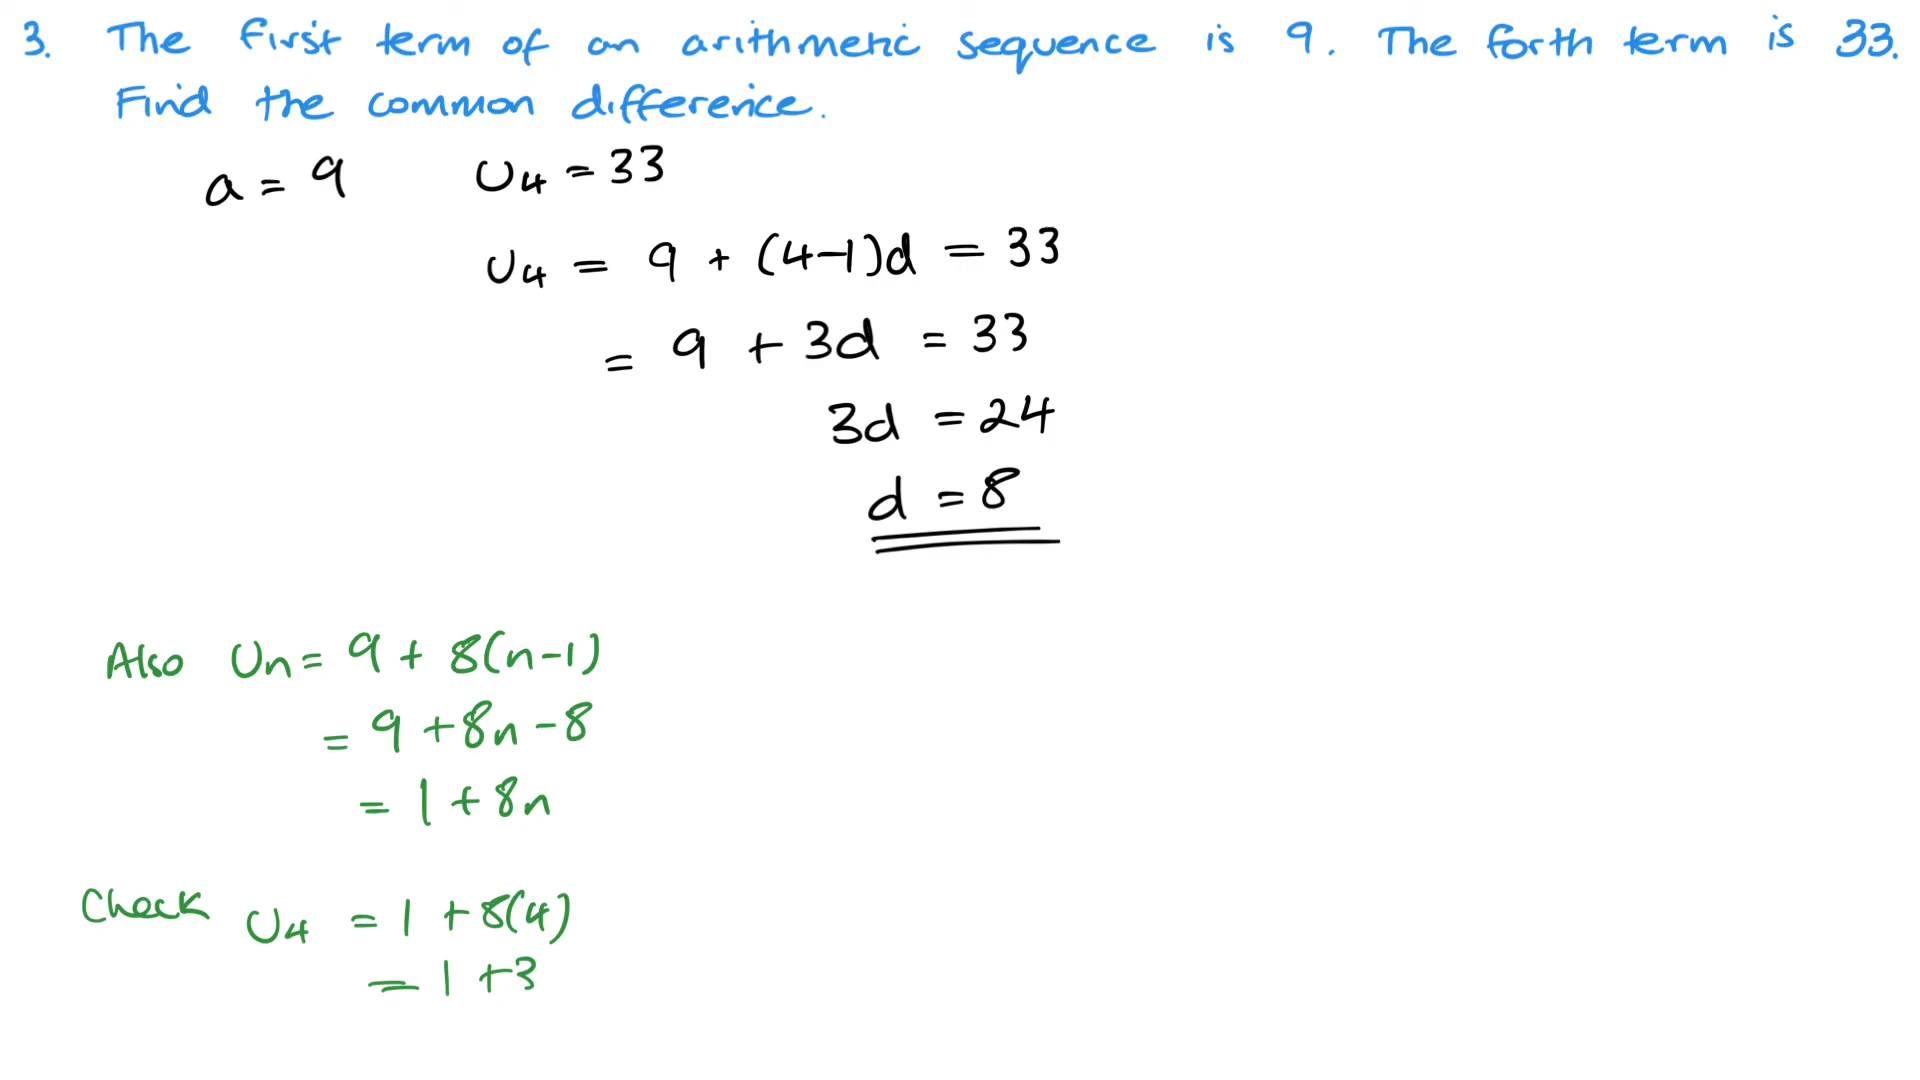 3. The first term of an arithmetic sequence is 9. The forth term is 33.
Find the common difference.
a = 9 U4 = 33
U4 = 9 + (4-1)d = 33
= 9 + 3d = 33
3d = 24
d = 8
Also Un = 9 + 8(n-1)
= 9 + 8n - 8
= 1 + 8n
Check U4 = 1 + 8(4)
= 1 + 3